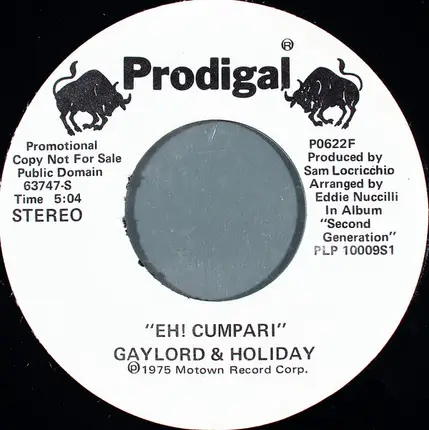 Prodigal®
Promotional
Copy Not For Sale
Public Domain
63747-S
Time 5:04
STEREO
P0622F
Produced by
Sam Locricchio
Arranged by
Eddie Nuccilli
In Album
"Second
Generation"
PLP 10009S1
"EH! CUMPARI"
GAYLORD & HOLIDAY
℗1975 Motown Record Corp.